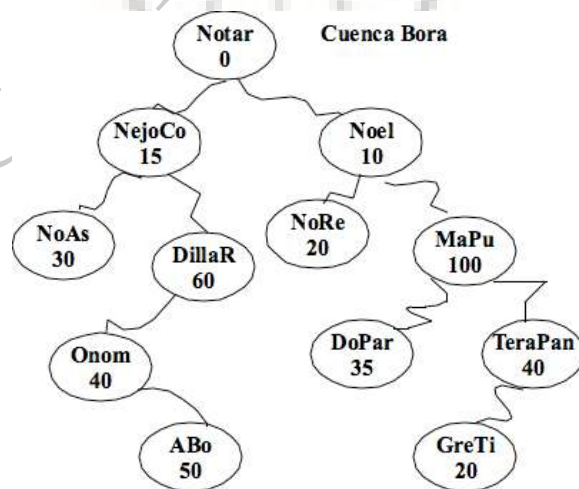 Cuenca Bora
Notar
0
NejoCo
15
Noel
10
NoAs
30
DillaR
60
NoRe
20
MaPu
100
Onom
40
DoPar
35
TeraPan
40
ABo
50
GreTi
20